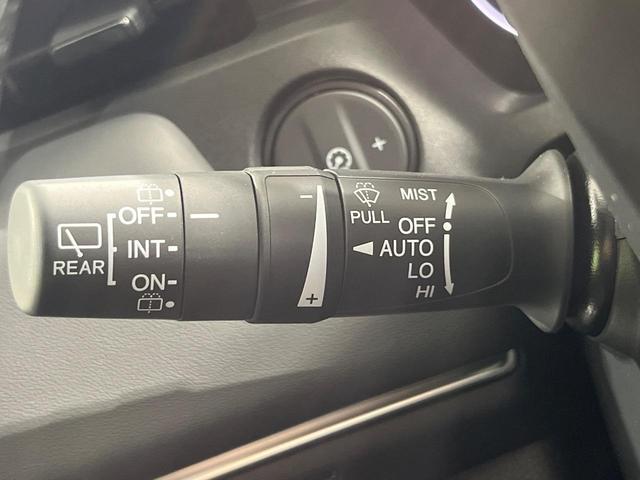 REAR
OFF
INT
ON
−
+
PULL
MIST
OFF
AUTO
LO
HI
+